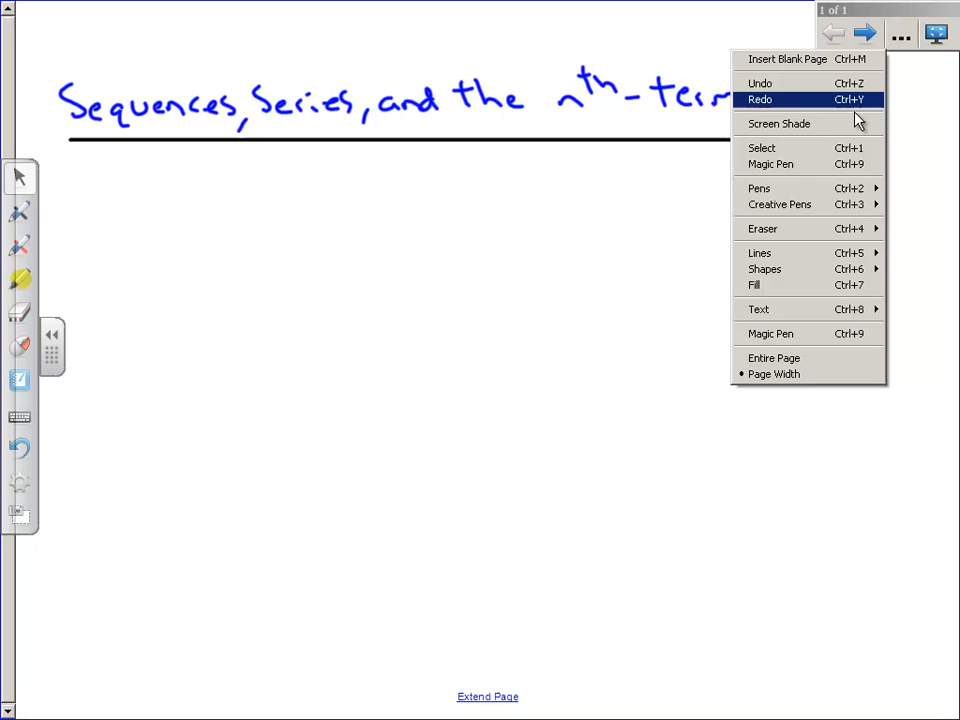 1 of 1
...
Insert Blank Page Ctrl+M
Undo Ctrl+Z
Redo Ctrl+Y
Screen Shade
Select Ctrl+1
Magic Pen Ctrl+9
Pens Ctrl+2
Creative Pens Ctrl+3
Eraser Ctrl+4
Lines Ctrl+5
Shapes Ctrl+6
Fill Ctrl+7
Text Ctrl+8
Magic Pen Ctrl+9
Entire Page
Page Width
Sequences, Series, and the nth-term
Extend Page